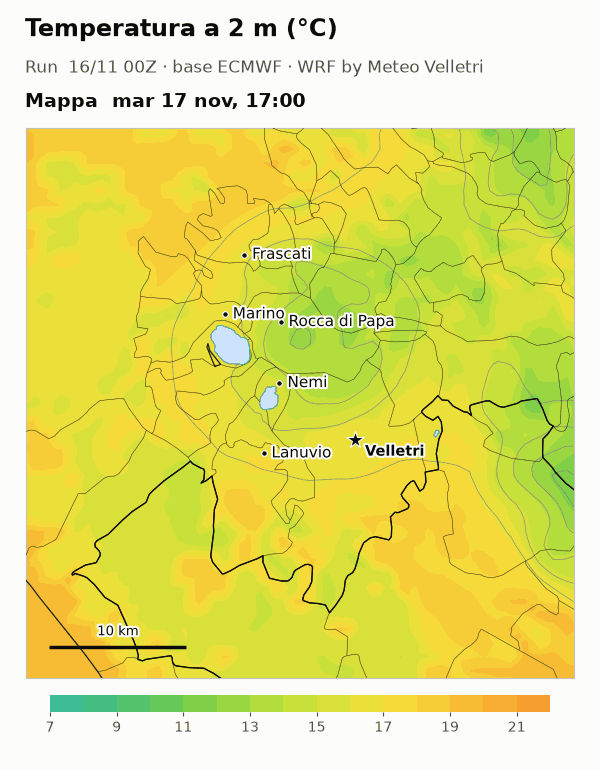 Temperatura a 2 m (°C)
Run  16/11 00Z · base ECMWF · WRF by Meteo Velletri
Mappa  mar 17 nov, 17:00
Frascati
Marino
Rocca di Papa
Nemi
Velletri
Lanuvio
10 km
7 9 11 13 15 17 19 21